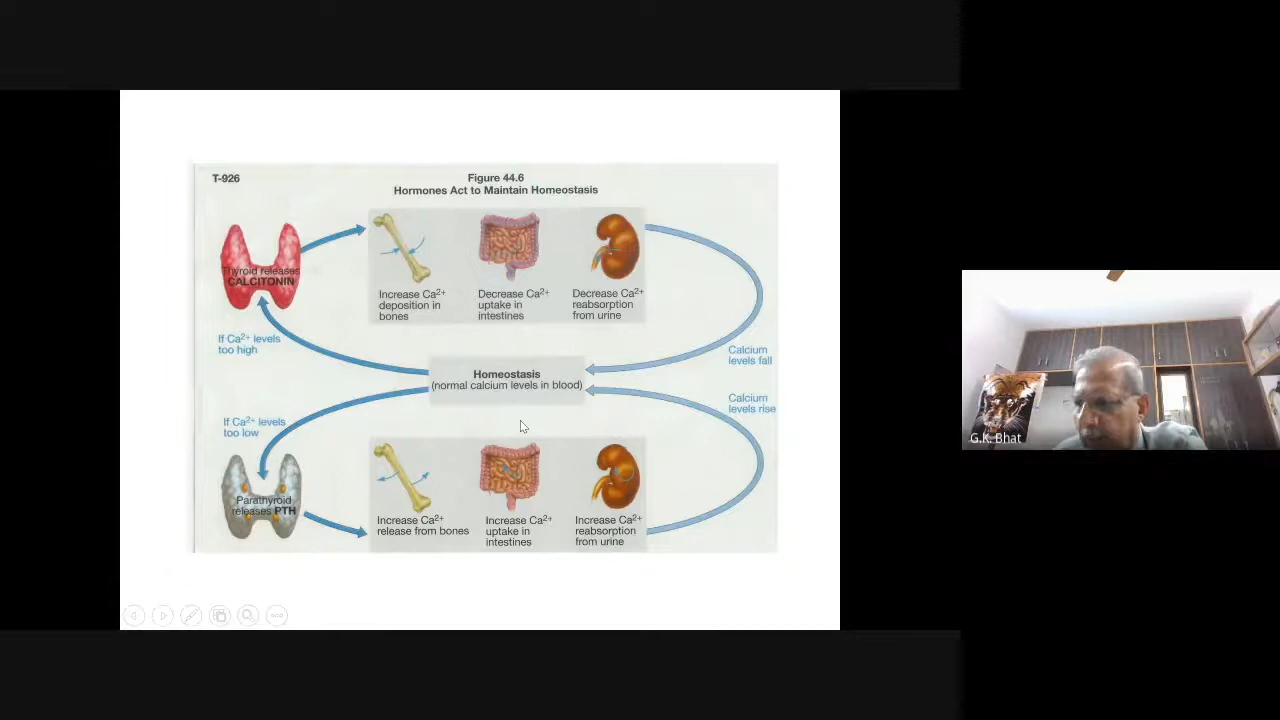 T-926
Figure 44.6
Hormones Act to Maintain Homeostasis
Thyroid releases
CALCITONIN
Increase Ca²⁺
deposition in
bones
Decrease Ca²⁺
uptake in
intestines
Decrease Ca²⁺
reabsorption
from urine
If Ca²⁺ levels
too high
Calcium
levels fall
Homeostasis
(normal calcium levels in blood)
Calcium
levels rise
If Ca²⁺ levels
too low
Parathyroid
releases PTH
Increase Ca²⁺
release from bones
Increase Ca²⁺
uptake in
intestines
Increase Ca²⁺
reabsorption
from urine
G.K. Bhat